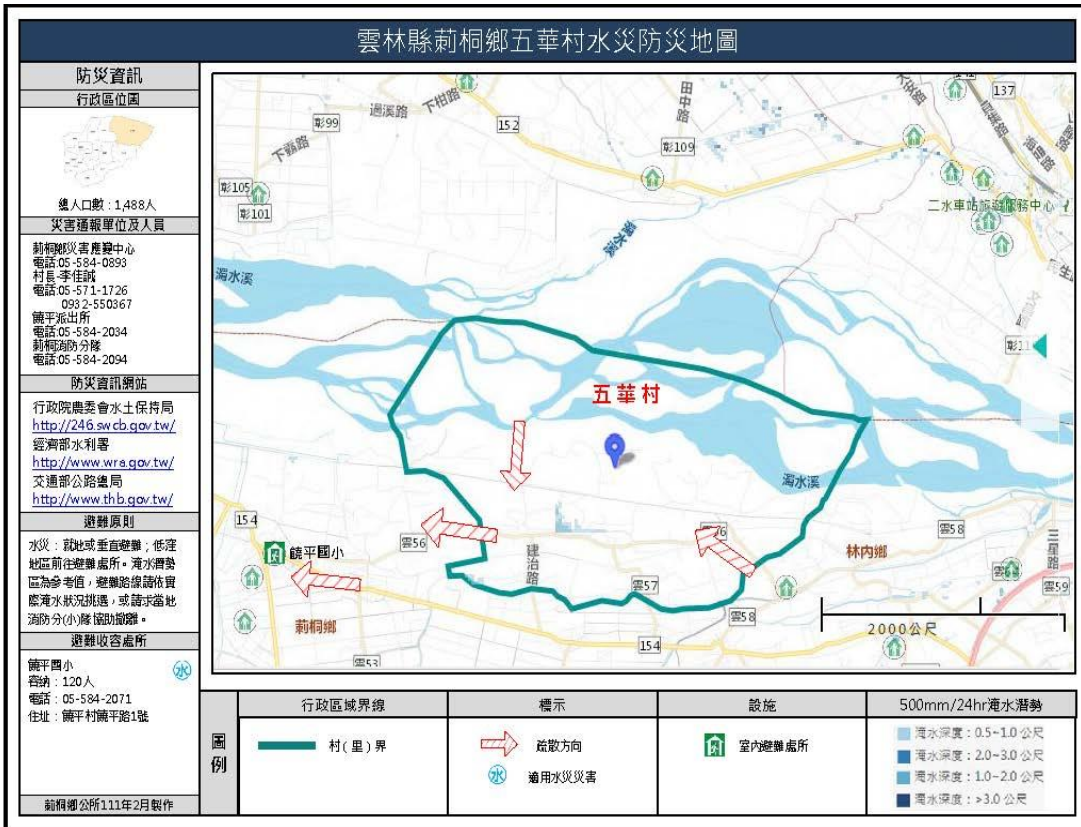 雲林縣莿桐鄉五華村水災防災地圖
防災資訊
行政區位圖
總人口數：1,488人
災害通報單位及人員
莿桐鄉災害應變中心
電話:05-584-0893
村長-李佳誠
電話:05-571-1726
0932-550367
饒平派出所
電話:05-584-2034
莿桐消防分隊
電話:05-584-2094
防災資訊網站
行政院農委會水土保持局
http://246.swcb.gov.tw/
經濟部水利署
http://www.wra.gov.tw/
交通部公路總局
http://www.thb.gov.tw/
避難原則
水災：就地或垂直避難；低窪
地區前往避難處所。淹水潛勢
區為參考值，避難路線請依實
際淹水狀況挑選，或請求當地
消防分(小)隊協助撤離。
避難收容處所
饒平國小
容納：120人
電話：05-584-2071
住址：饒平村饒平路1號
水
莿桐鄉公所111年2月製作
彰99
過溪路
下柑路
152
田中路
彰109
137
下霸路
彰105
彰101
二水車站旅遊服務中心
濁水溪
濁水溪
彰11
五華村
濁水溪
154
饒平國小
雲56
建治路
雲57
雲58
林內鄉
雲58
三星路
雲59
莿桐鄉
雲53
154
2000公尺
圖例
行政區域界線
村(里)界
標示
疏散方向
水
適用水災災害
設施
室內避難處所
500mm/24hr淹水潛勢
淹水深度：0.5~1.0公尺
淹水深度：2.0~3.0公尺
淹水深度：1.0~2.0公尺
淹水深度：>3.0公尺